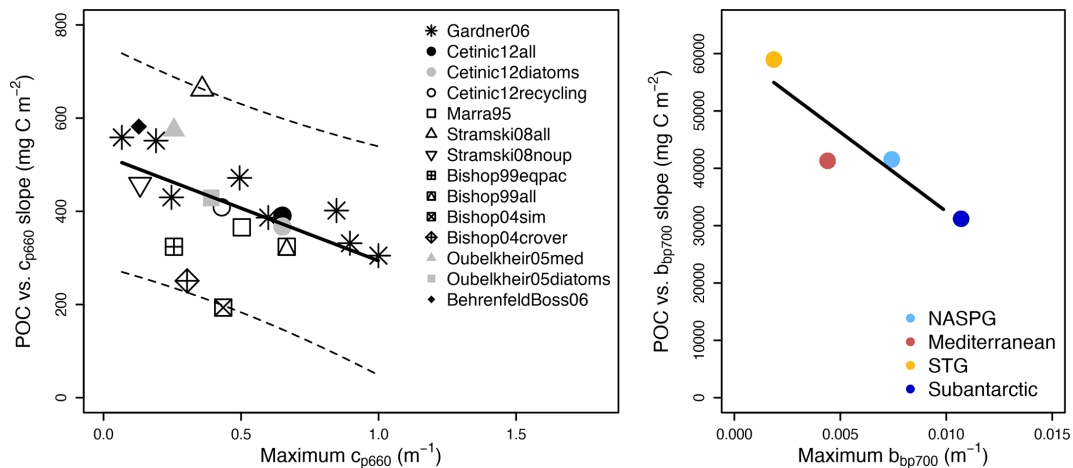 800
600
400
200
0
POC vs. cp660 slope (mg C m−2)
0.0 0.5 1.0 1.5
Maximum cp660 (m−1)
Gardner06
Cetinic12all
Cetinic12diatoms
Cetinic12recycling
Marra95
Stramski08all
Stramski08noup
Bishop99eqpac
Bishop99all
Bishop04sim
Bishop04crover
Oubelkheir05med
Oubelkheir05diatoms
BehrenfeldBoss06
60000
50000
40000
30000
20000
10000
0
POC vs. bbp700 slope (mg C m−2)
0.000 0.005 0.010 0.015
Maximum bbp700 (m−1)
NASPG
Mediterranean
STG
Subantarctic